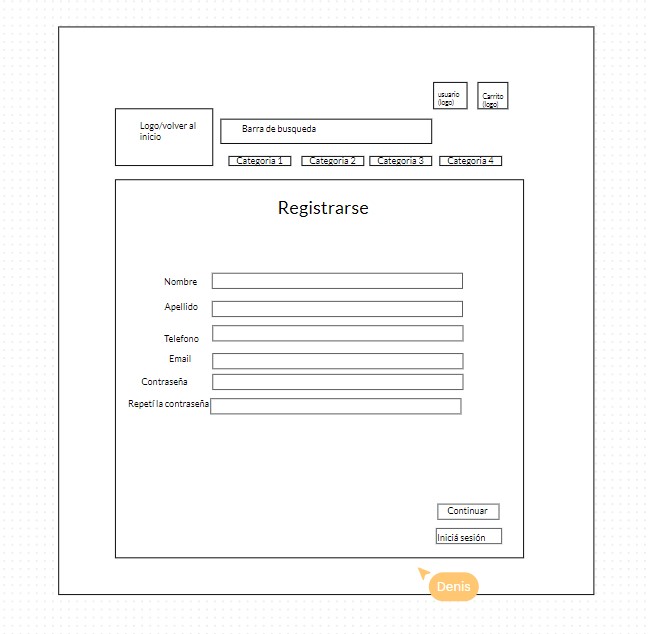 usuario
(logo)
Carrito
(logo)
Logo/volver al
inicio
Barra de busqueda
Categoria 1
Categoria 2
Categoria 3
Categoria 4
Registrarse
Nombre
Apellido
Telefono
Email
Contraseña
Repetí la contraseña
Continuar
Iniciá sesión
Denis